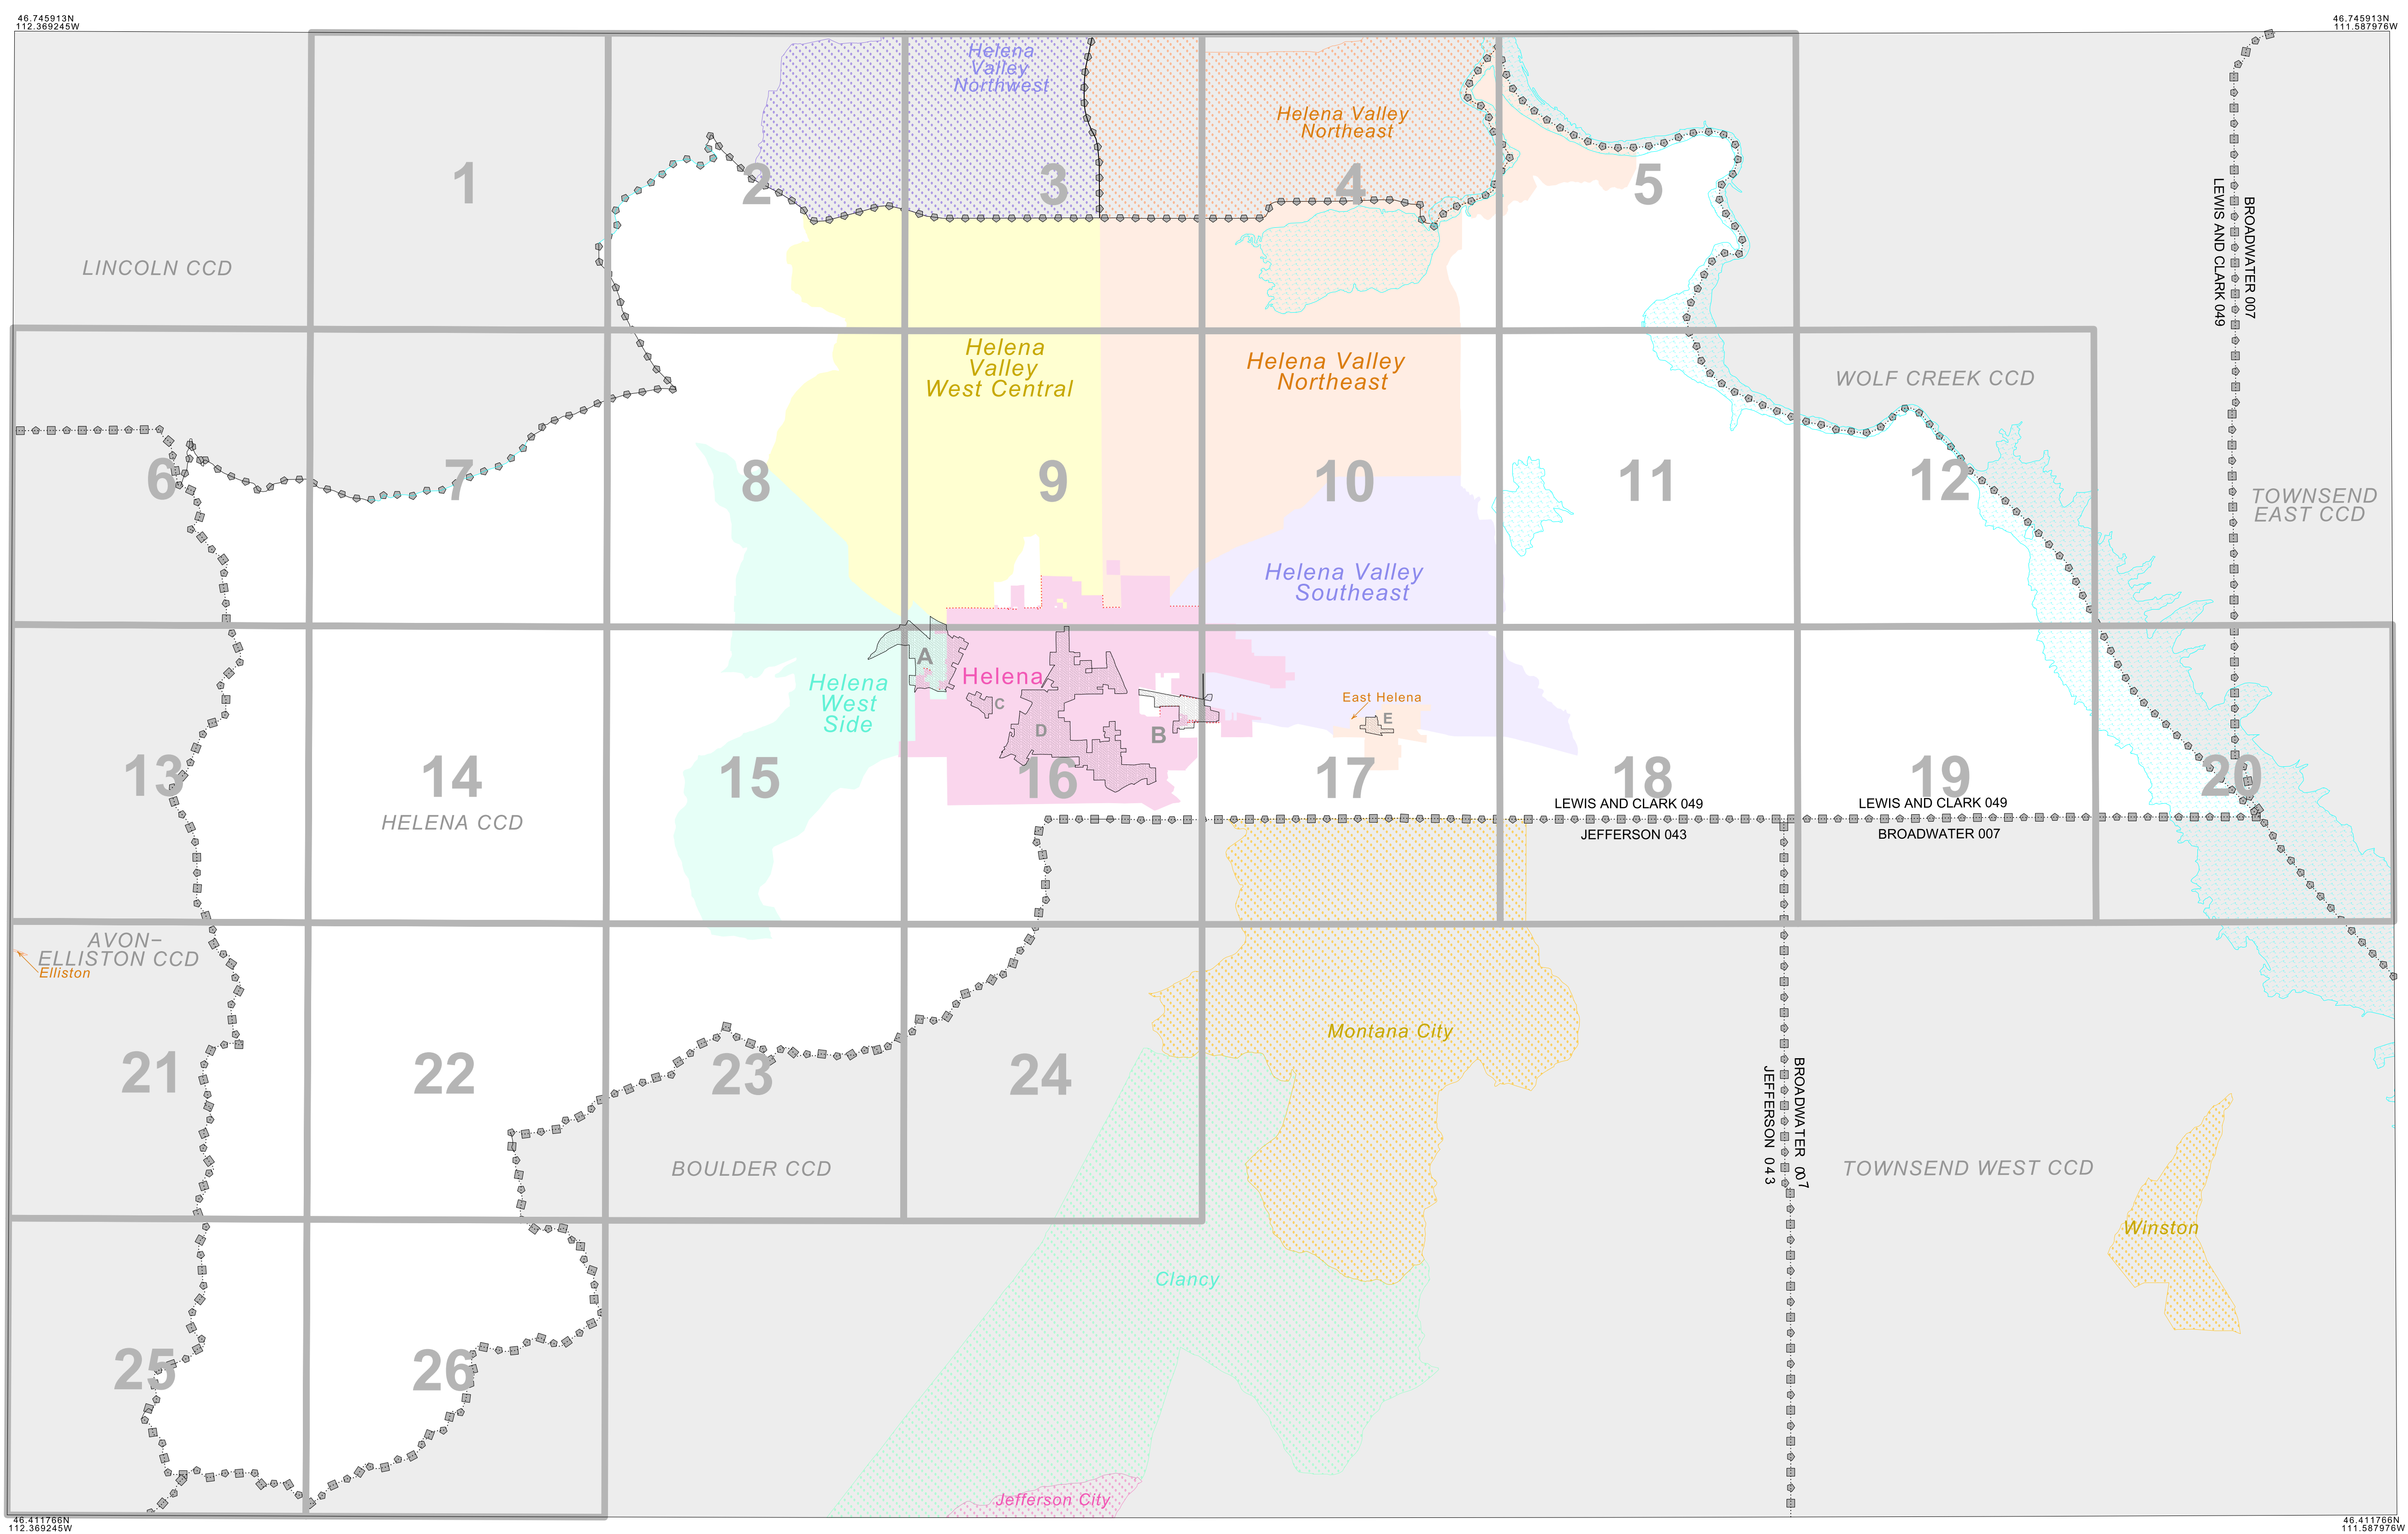 46.745913N
112.369245W
46.745913N
111.587976W
Helena
Valley
Northwest
Helena Valley
Northeast
1
2
3
4
5
LINCOLN CCD
LEWIS AND CLARK 049
BROADWATER 007
Helena
Valley
West Central
Helena Valley
Northeast
WOLF CREEK CCD
6
7
8
9
10
11
12
TOWNSEND
EAST CCD
Helena Valley
Southeast
A
Helena
Helena
West
Side
C
D
B
East Helena
E
13
14
15
16
17
18
19
20
HELENA CCD
LEWIS AND CLARK 049
JEFFERSON 043
LEWIS AND CLARK 049
BROADWATER 007
AVON-
ELLISTON CCD
Elliston
Montana City
21
22
23
24
JEFFERSON 043
BROADWATER 007
BOULDER CCD
TOWNSEND WEST CCD
Winston
Clancy
25
26
Jefferson City
46.411766N
112.369245W
46.411766N
111.587976W